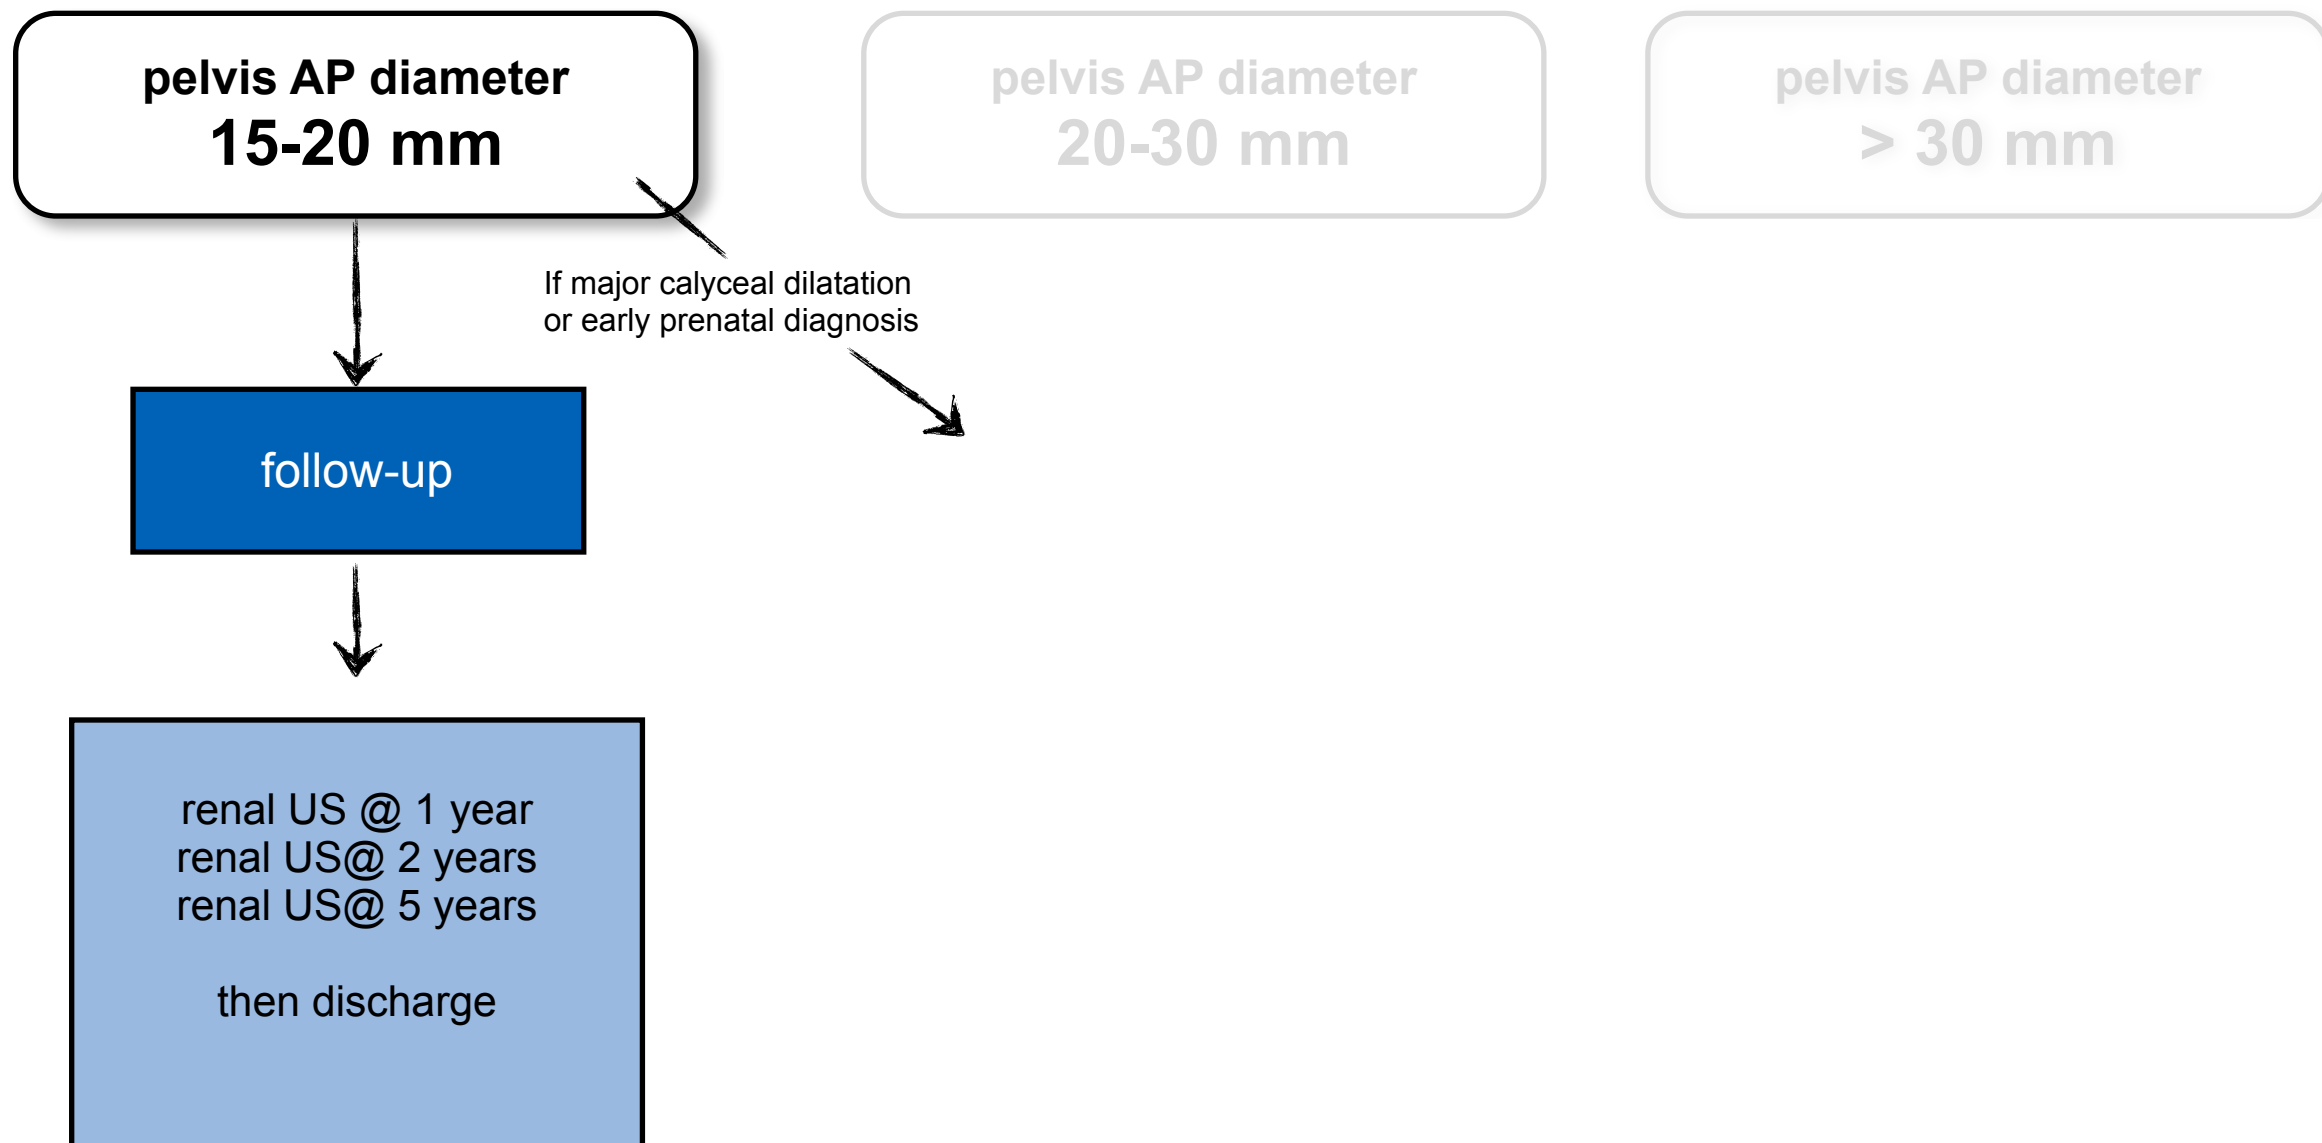 pelvis AP diameter
15-20 mm
pelvis AP diameter
20-30 mm
pelvis AP diameter
> 30 mm
If major calyceal dilatation
or early prenatal diagnosis
follow-up
renal US @ 1 year
renal US@ 2 years
renal US@ 5 years
then discharge